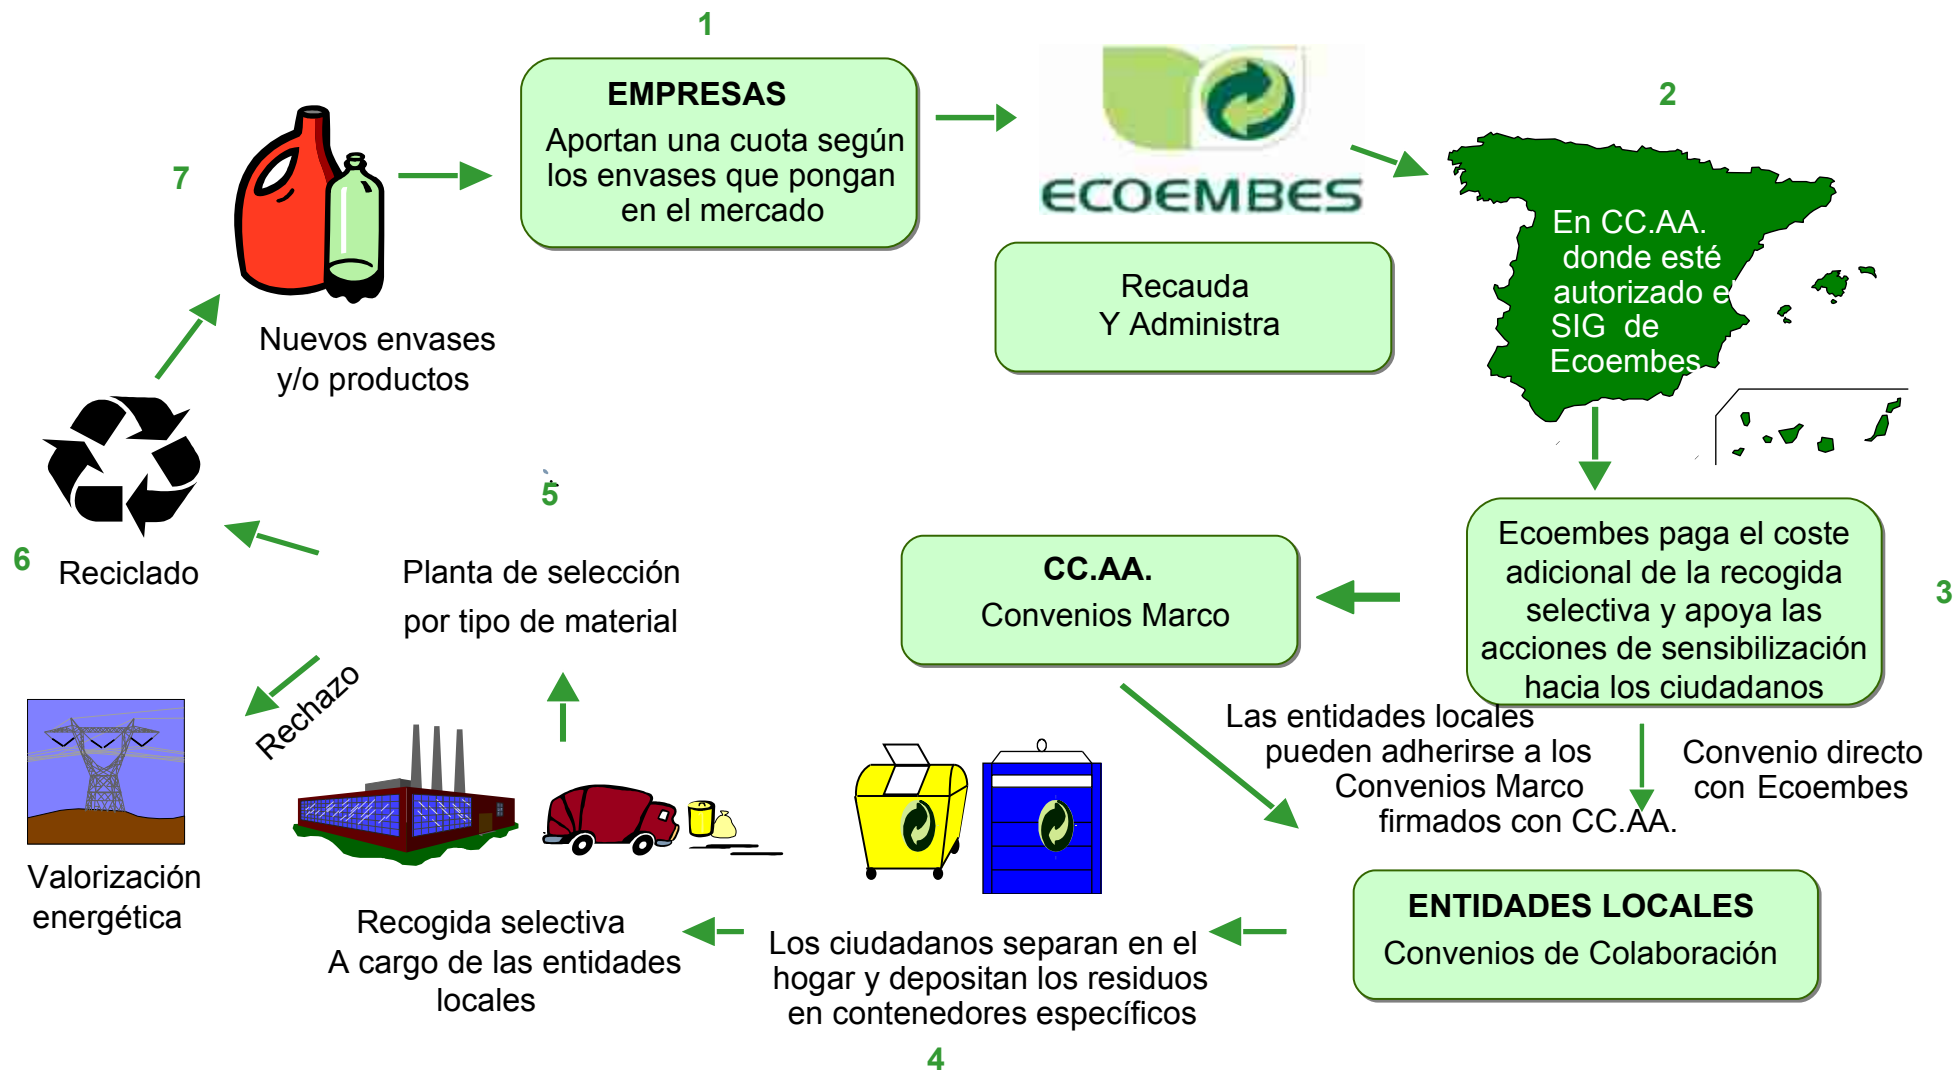 1
EMPRESAS
Aportan una cuota según
los envases que pongan
en el mercado
ECOEMBES
Recauda
Y Administra
2
En CC.AA.
donde esté
autorizado el
SIG de
Ecoembes
Ecoembes paga el coste
adicional de la recogida
selectiva y apoya las
acciones de sensibilización
hacia los ciudadanos
3
CC.AA.
Convenios Marco
Las entidades locales
pueden adherirse a los
Convenios Marco
firmados con CC.AA.
Convenio directo
con Ecoembes
ENTIDADES LOCALES
Convenios de Colaboración
Los ciudadanos separan en el
hogar y depositan los residuos
en contenedores específicos
4
Recogida selectiva
A cargo de las entidades
locales
5
Planta de selección
por tipo de material
Rechazo
Valorización
energética
6
Reciclado
7
Nuevos envases
y/o productos